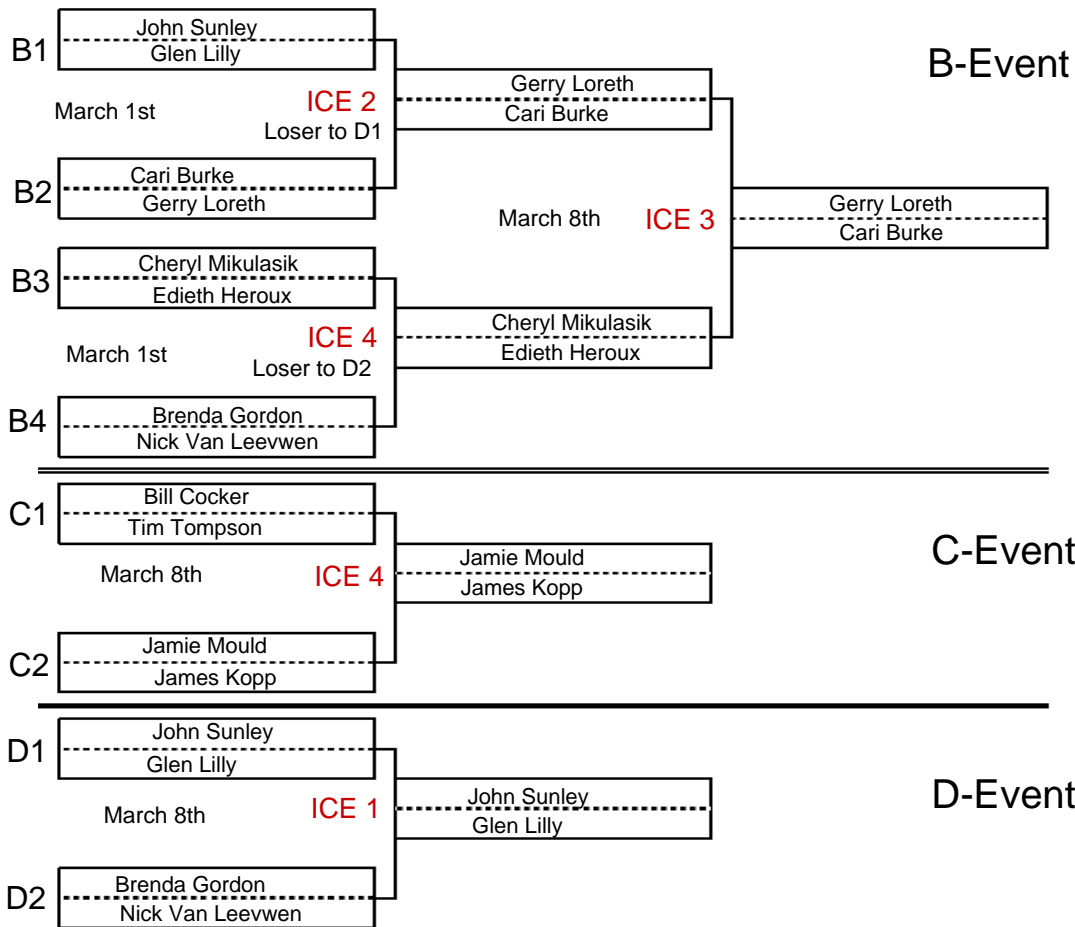 B-Event
B1
John Sunley
Glen Lilly
March 1st
ICE 2
Loser to D1
Gerry Loreth
Cari Burke
B2
Cari Burke
Gerry Loreth
March 8th
ICE 3
Gerry Loreth
Cari Burke
B3
Cheryl Mikulasik
Edieth Heroux
March 1st
ICE 4
Loser to D2
Cheryl Mikulasik
Edieth Heroux
B4
Brenda Gordon
Nick Van Leevwen
C-Event
C1
Bill Cocker
Tim Tompson
March 8th
ICE 4
Jamie Mould
James Kopp
C2
Jamie Mould
James Kopp
D-Event
D1
John Sunley
Glen Lilly
March 8th
ICE 1
John Sunley
Glen Lilly
D2
Brenda Gordon
Nick Van Leevwen